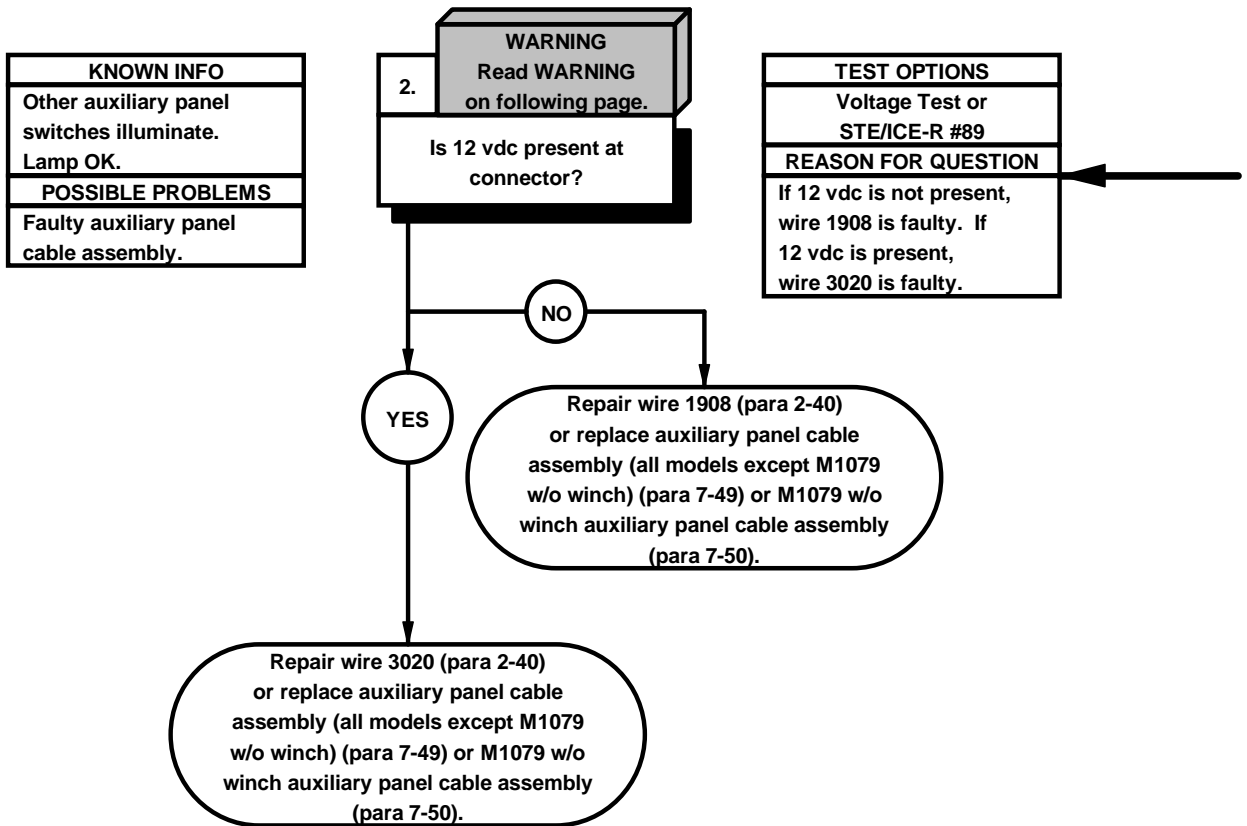 KNOWN INFO
Other auxiliary panel
switches illuminate.
Lamp OK.
POSSIBLE PROBLEMS
Faulty auxiliary panel
cable assembly.
WARNING
Read WARNING
on following page.
2.
Is 12 vdc present at
connector?
TEST OPTIONS
Voltage Test or
STE/ICE-R #89
REASON FOR QUESTION
If 12 vdc is not present,
wire 1908 is faulty. If
12 vdc is present,
wire 3020 is faulty.
NO
YES
Repair wire 1908 (para 2-40)
or replace auxiliary panel cable
assembly (all models except M1079
w/o winch) (para 7-49) or M1079 w/o
winch auxiliary panel cable assembly
(para 7-50).
Repair wire 3020 (para 2-40)
or replace auxiliary panel cable
assembly (all models except M1079
w/o winch) (para 7-49) or M1079 w/o
winch auxiliary panel cable assembly
(para 7-50).